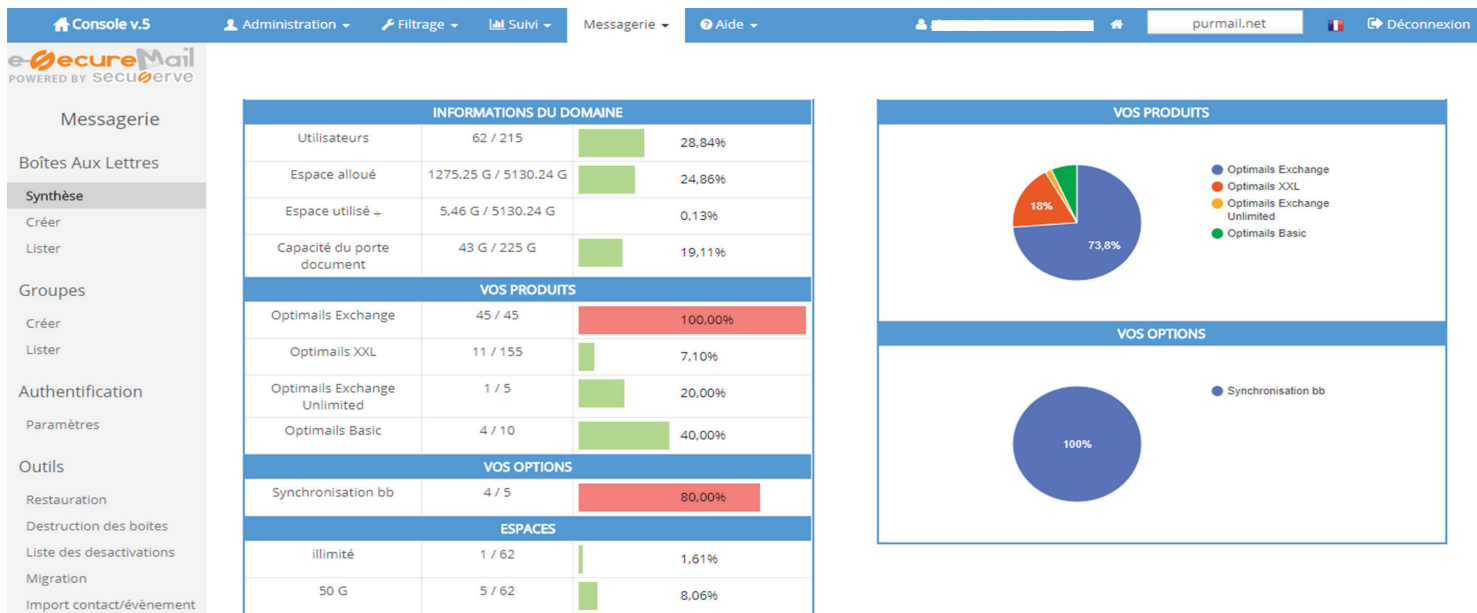 Console v.5
Administration
Filtrage
Suivi
Messagerie
Aide
purmail.net
Déconnexion
e-SecureMail
POWERED BY secuserve
Messagerie
Boîtes Aux Lettres
Synthèse
Créer
Lister
Groupes
Créer
Lister
Authentification
Paramètres
Outils
Restauration
Destruction des boites
Liste des desactivations
Migration
Import contact/évènement
INFORMATIONS DU DOMAINE
Utilisateurs 62 / 215 28,84%
Espace alloué 1275.25 G / 5130.24 G 24,86%
Espace utilisé 5,46 G / 5130.24 G 0,13%
Capacité du porte
document 43 G / 225 G 19,11%
VOS PRODUITS
Optimails Exchange 45 / 45 100,00%
Optimails XXL 11 / 155 7,10%
Optimails Exchange
Unlimited 1 / 5 20,00%
Optimails Basic 4 / 10 40,00%
VOS OPTIONS
Synchronisation bb 4 / 5 80,00%
ESPACES
illimité 1 / 62 1,61%
50 G 5 / 62 8,06%
VOS PRODUITS
18%
73,8%
Optimails Exchange
Optimails XXL
Optimails Exchange
Unlimited
Optimails Basic
VOS OPTIONS
100%
Synchronisation bb